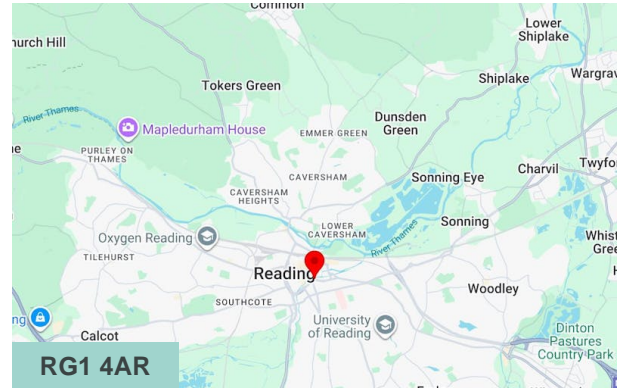 Common
Lower
Shiplake
hurch Hill
Tokers Green
Shiplake
Wargrav
River Thames
Mapledurham House
EMMER GREEN
Dunsden
Green
PURLEY ON
THAMES
CAVERSHAM
Sonning Eye
Charvil
Twyfor
CAVERSHAM
HEIGHTS
LOWER
CAVERSHAM
Sonning
Oxygen Reading
River Thames
Whist
Gree
TILEHURST
Reading
Woodley
SOUTHCOTE
ng
University
of Reading
Calcot
Dinton
Pastures
Country Park
RG1 4AR